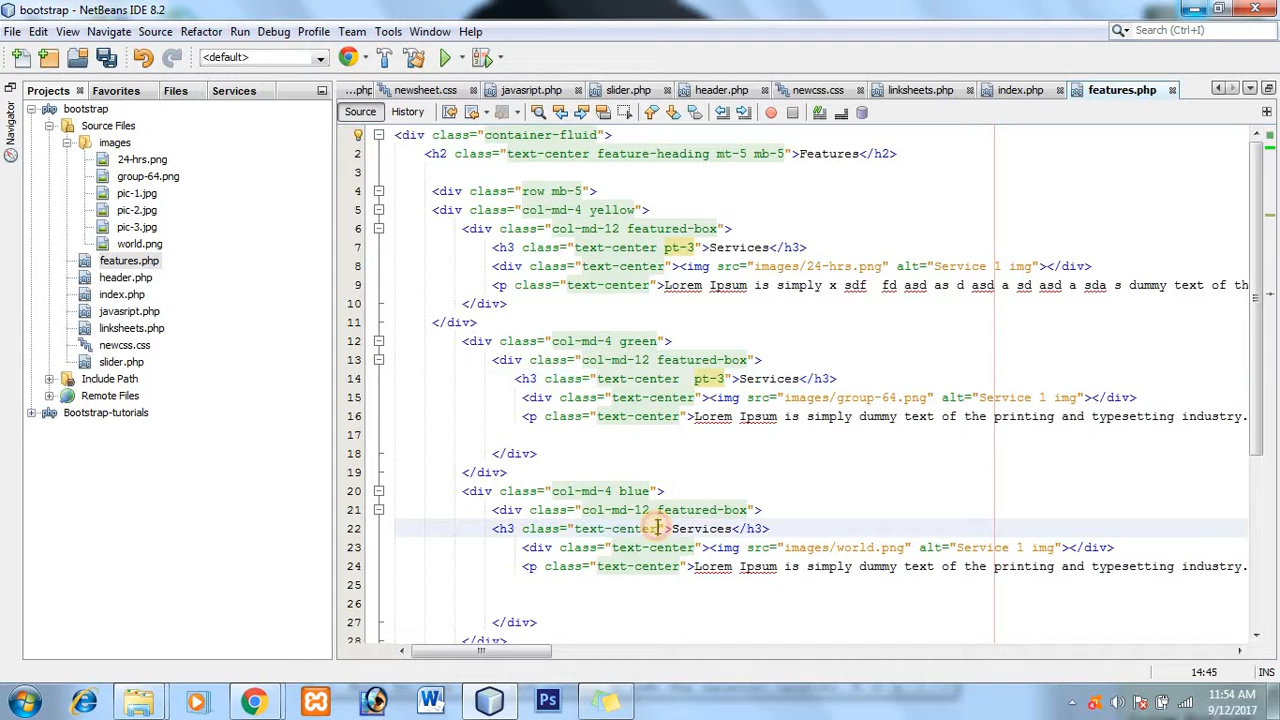 bootstrap - NetBeans IDE 8.2
File Edit View Navigate Source Refactor Run Debug Profile Team Tools Window Help
Search (Ctrl+I)
<default>
Projects Favorites Files Services
...php newsheet.css javasript.php slider.php header.php newcss.css linksheets.php index.php features.php
Source History
Navigator
bootstrap
Source Files
images
24-hrs.png
group-64.png
pic-1.jpg
pic-2.jpg
pic-3.jpg
world.png
features.php
header.php
index.php
javasript.php
linksheets.php
newcss.css
slider.php
Include Path
Remote Files
Bootstrap-tutorials
<div class="container-fluid">
2 <h2 class="text-center feature-heading mt-5 mb-5">Features</h2>
3
4 <div class="row mb-5">
5 <div class="col-md-4 yellow">
6 <div class="col-md-12 featured-box">
7 <h3 class="text-center pt-3">Services</h3>
8 <div class="text-center"><img src="images/24-hrs.png" alt="Service 1 img"></div>
9 <p class="text-center">Lorem Ipsum is simply x sdf  fd asd as d asd a sd asd a sda s dummy text of th
10 </div>
11 </div>
12 <div class="col-md-4 green">
13 <div class="col-md-12 featured-box">
14 <h3 class="text-center  pt-3">Services</h3>
15 <div class="text-center"><img src="images/group-64.png" alt="Service 1 img"></div>
16 <p class="text-center">Lorem Ipsum is simply dummy text of the printing and typesetting industry.
17
18 </div>
19 </div>
20 <div class="col-md-4 blue">
21 <div class="col-md-12 featured-box">
22 <h3 class="text-center">Services</h3>
23 <div class="text-center"><img src="images/world.png" alt="Service 1 img"></div>
24 <p class="text-center">Lorem Ipsum is simply dummy text of the printing and typesetting industry.
25
26
27 </div>
28 </div>
14:45 INS
11:54 AM
9/12/2017